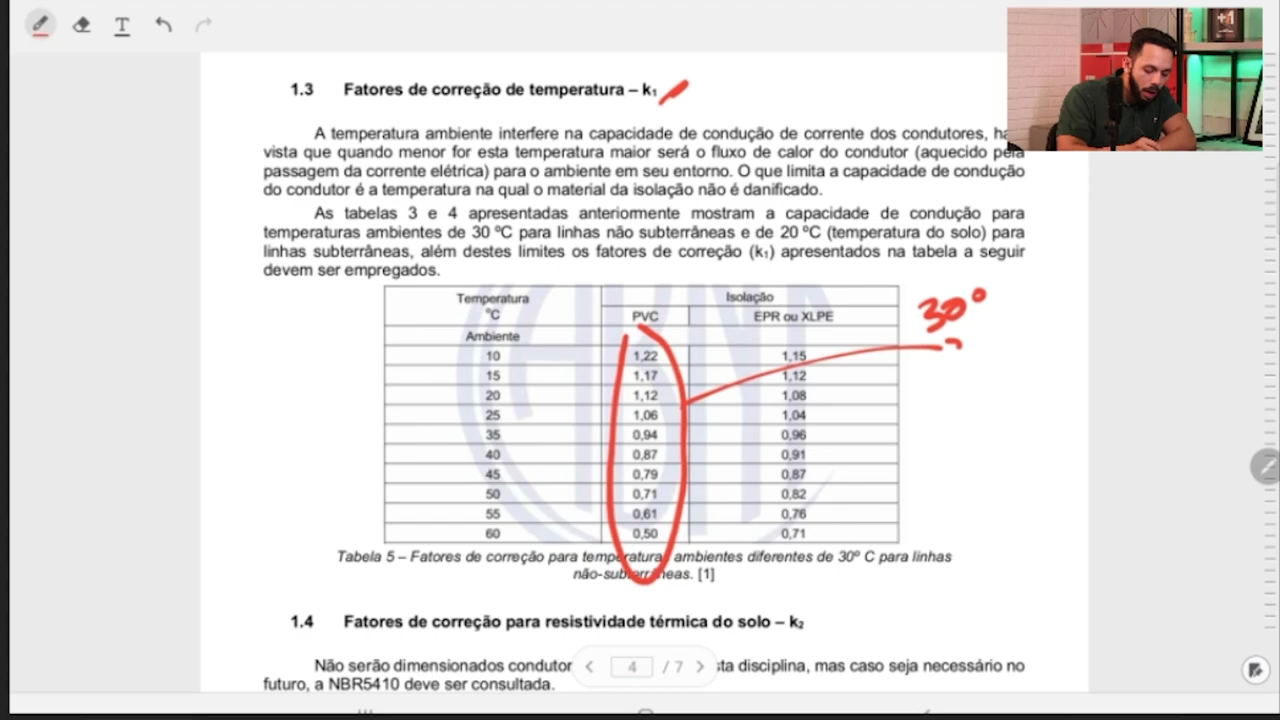 T
1.3 Fatores de correção de temperatura – k1
A temperatura ambiente interfere na capacidade de condução de corrente dos condutores, ha
vista que quando menor for esta temperatura maior será o fluxo de calor do condutor (aquecido pela
passagem da corrente elétrica) para o ambiente em seu entorno. O que limita a capacidade de condução
do condutor é a temperatura na qual o material da isolação não é danificado.
As tabelas 3 e 4 apresentadas anteriormente mostram a capacidade de condução para
temperaturas ambientes de 30 ºC para linhas não subterrâneas e de 20 ºC (temperatura do solo) para
linhas subterrâneas, além destes limites os fatores de correção (k1) apresentados na tabela a seguir
devem ser empregados.
Temperatura ºC Isolação
PVC EPR ou XLPE
Ambiente
10 1,22 1,15
15 1,17 1,12
20 1,12 1,08
25 1,06 1,04
35 0,94 0,96
40 0,87 0,91
45 0,79 0,87
50 0,71 0,82
55 0,61 0,76
60 0,50 0,71
30°
Tabela 5 – Fatores de correção para temperatura ambientes diferentes de 30º C para linhas
não-subterrâneas. [1]
1.4 Fatores de correção para resistividade térmica do solo – k2
Não serão dimensionados condutor sta disciplina, mas caso seja necessário no
futuro, a NBR5410 deve ser consultada.
4 / 7